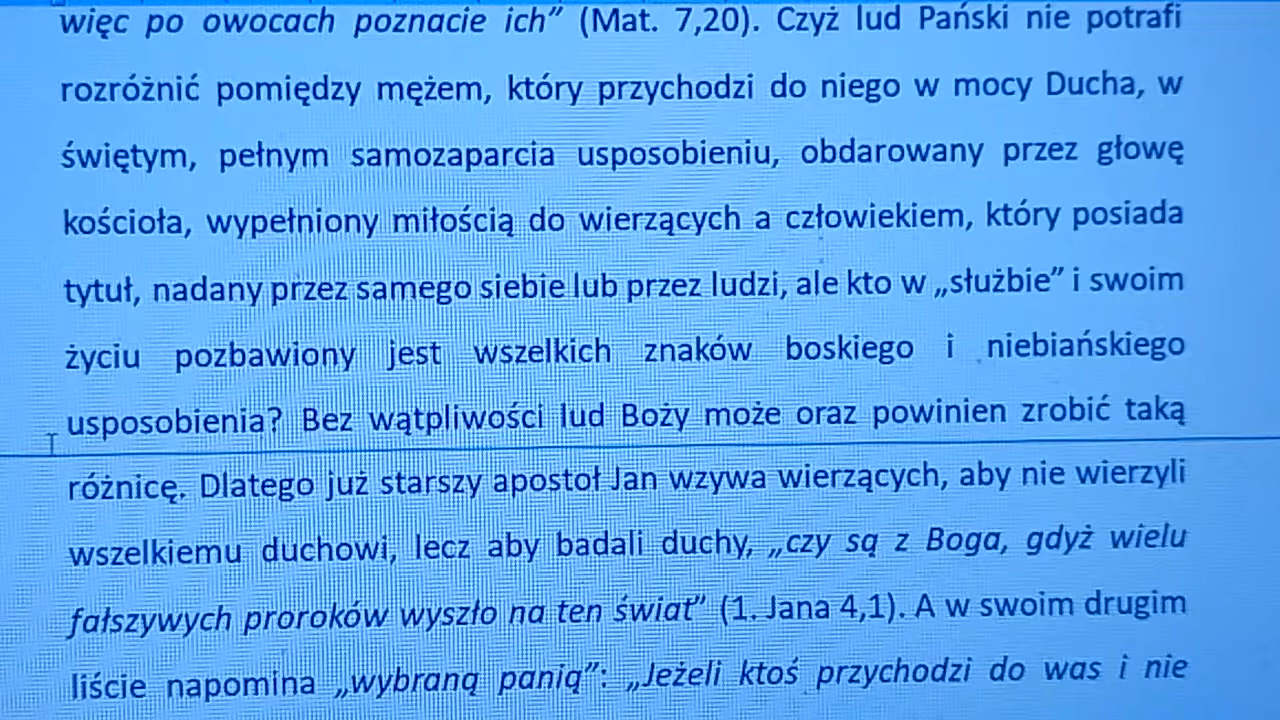 więc po owocach poznacie ich” (Mat. 7,20). Czyż lud Pański nie potrafi
rozróżnić pomiędzy mężem, który przychodzi do niego w mocy Ducha, w
świętym, pełnym samozaparcia usposobieniu, obdarowany przez głowę
kościoła, wypełniony miłością do wierzących a człowiekiem, który posiada
tytuł, nadany przez samego siebie lub przez ludzi, ale kto w „służbie” i swoim
życiu pozbawiony jest wszelkich znaków boskiego i niebiańskiego
usposobienia? Bez wątpliwości lud Boży może oraz powinien zrobić taką
różnicę. Dlatego już starszy apostoł Jan wzywa wierzących, aby nie wierzyli
wszelkiemu duchowi, lecz aby badali duchy, „czy są z Boga, gdyż wielu
fałszywych proroków wyszło na ten świat” (1. Jana 4,1). A w swoim drugim
liście napomina „wybraną panią”: „Jeżeli ktoś przychodzi do was i nie